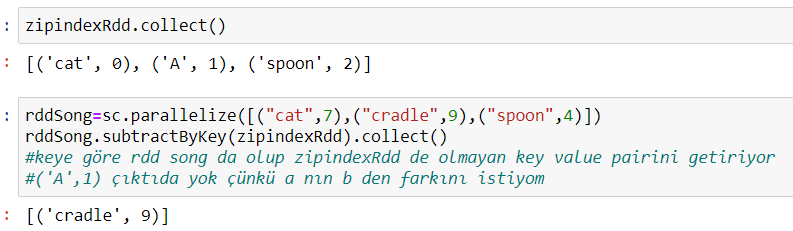 : zipindexRdd.collect()
: [('cat', 0), ('A', 1), ('spoon', 2)]
: rddSong=sc.parallelize([("cat",7),("cradle",9),("spoon",4)])
rddSong.subtractByKey(zipindexRdd).collect()
#keye göre rdd song da olup zipindexRdd de olmayan key value pairini getiriyor
#('A',1) çıktıda yok çünkü a nın b den farkını istiyom
: [('cradle', 9)]